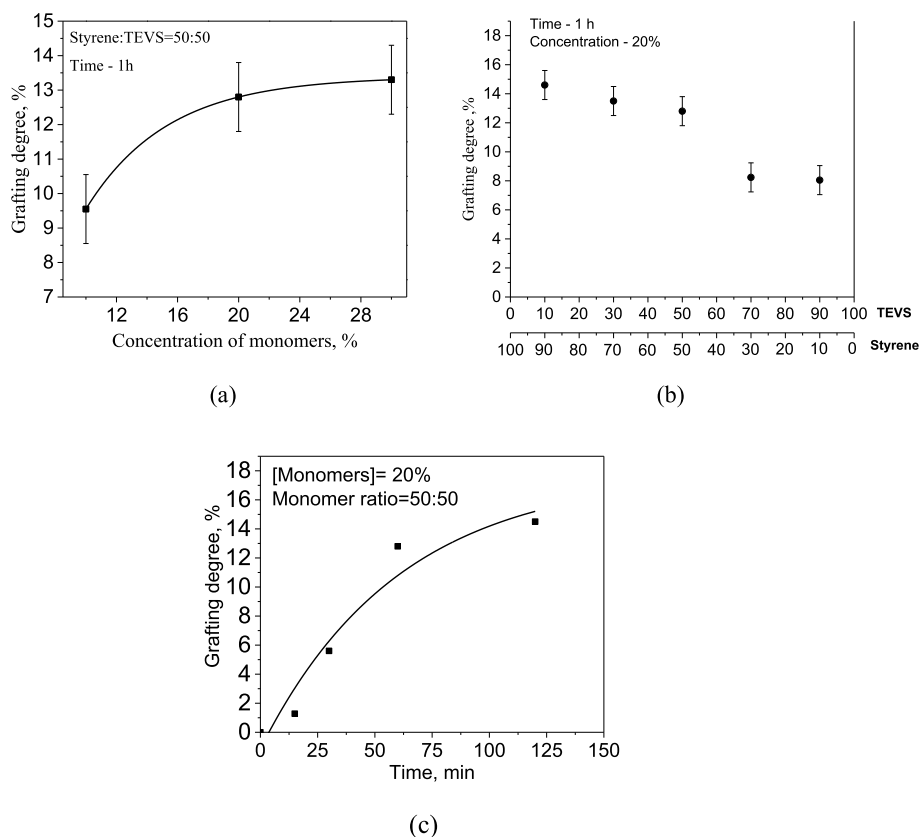 15
14
13
12
11
10
9
8
7
Grafting degree, %
Styrene:TEVS=50:50
Time - 1h
12 16 20 24 28
Concentration of monomers, %
(a)
18
16
14
12
10
8
6
4
2
0
Grafting degree ,%
Time - 1 h
Concentration - 20%
0 10 20 30 40 50 60 70 80 90 100 TEVS
100 90 80 70 60 50 40 30 20 10 0 Styrene
(b)
18
16
14
12
10
8
6
4
2
0
Grafting degree, %
[Monomers]= 20%
Monomer ratio=50:50
0 25 50 75 100 125 150
Time, min
(c)